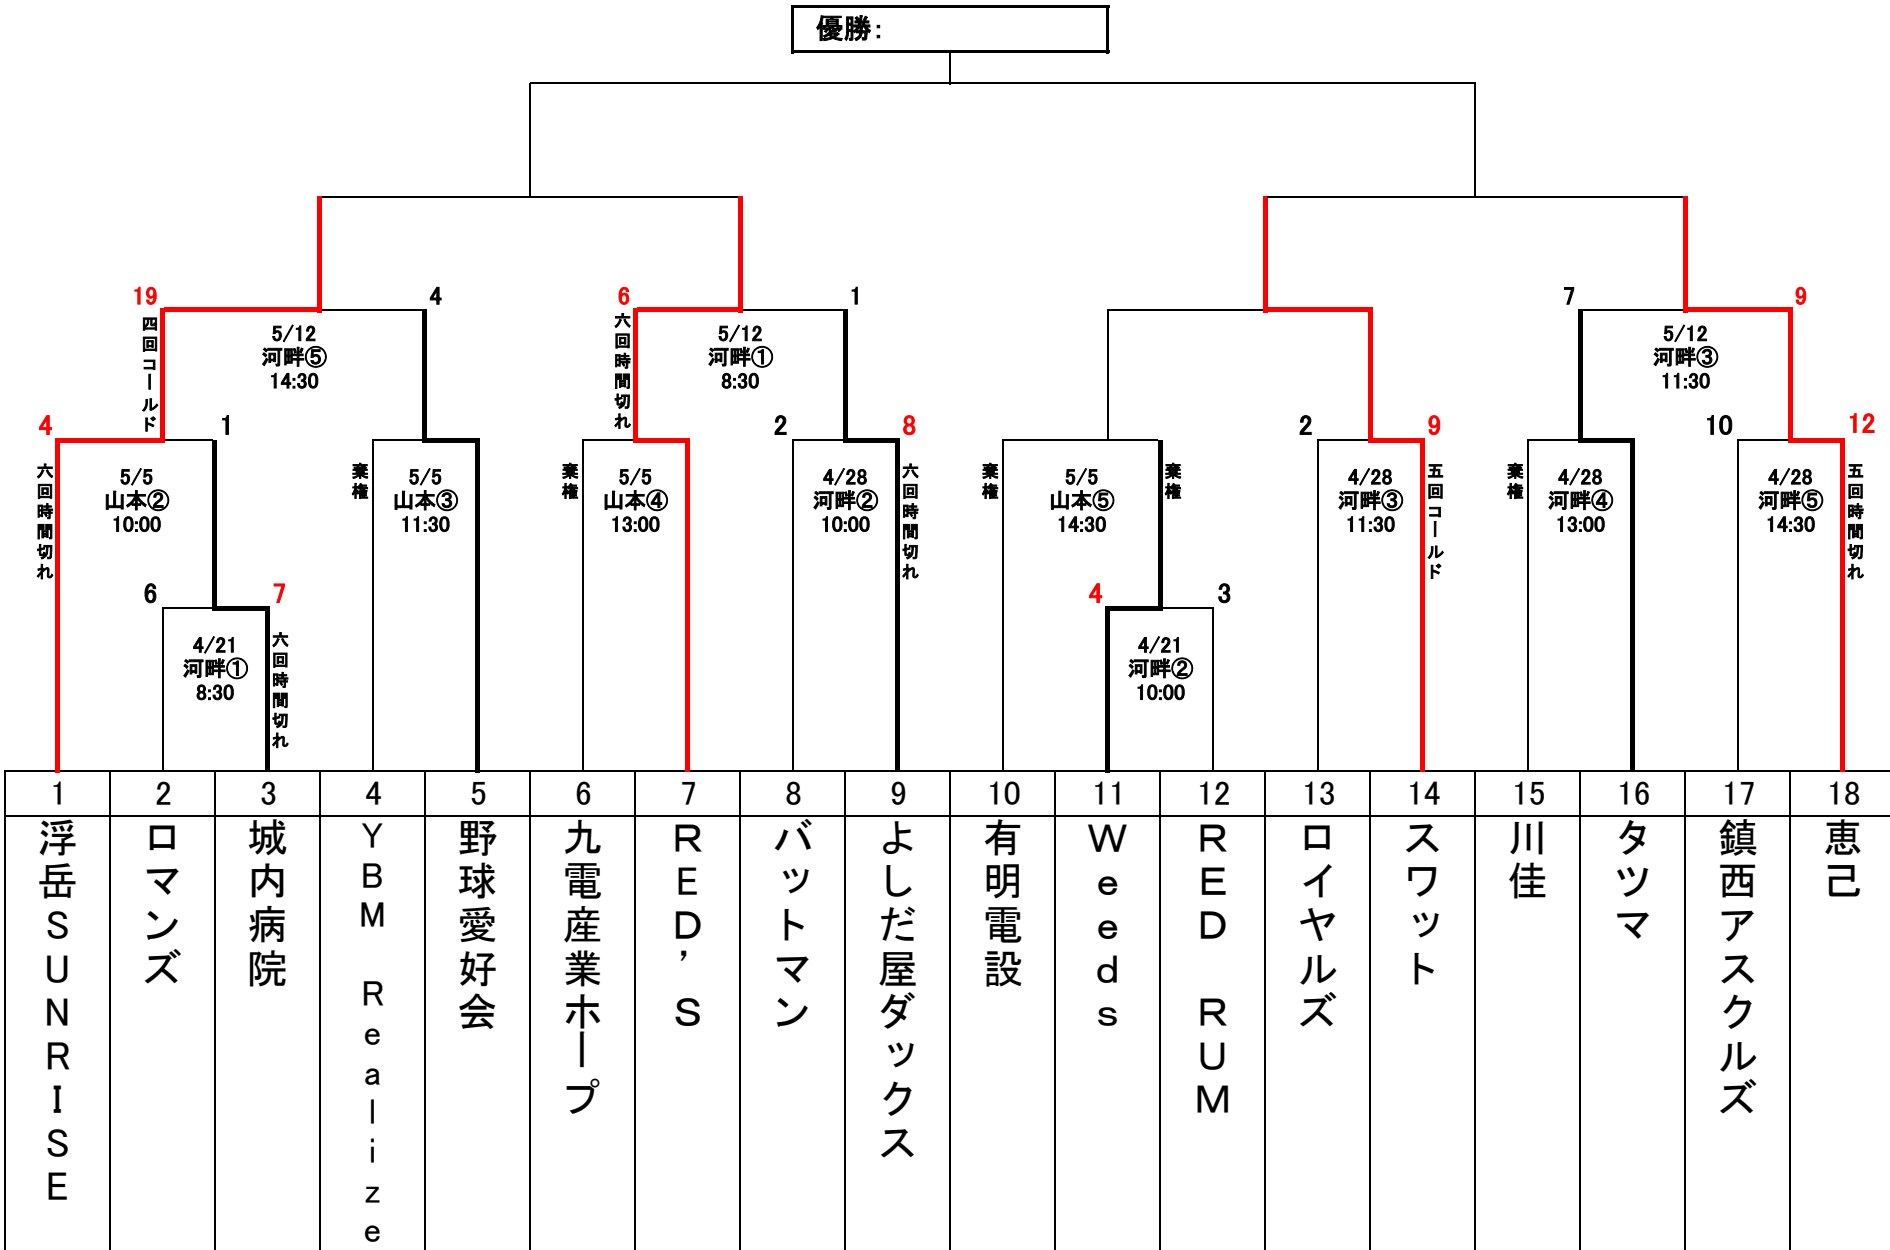 優勝：
19
4
6
1
7
9
四回コールド
5/12
河畔⑤
14:30
六回時間切れ
5/12
河畔①
8:30
5/12
河畔③
11:30
4
1
2
8
2
9
10
12
六回時間切れ
5/5
山本②
10:00
棄権
5/5
山本③
11:30
棄権
5/5
山本④
13:00
4/28
河畔②
10:00
六回時間切れ
棄権
5/5
山本⑤
14:30
棄権
4/28
河畔③
11:30
五回コールド
棄権
4/28
河畔④
13:00
4/28
河畔⑤
14:30
五回時間切れ
6
7
4
3
4/21
河畔①
8:30
六回時間切れ
4/21
河畔②
10:00
1 2 3 4 5 6 7 8 9 10 11 12 13 14 15 16 17 18
浮岳SUNRISE
ロマンズ
城内病院
YBM Realize
野球愛好会
九電産業ホープ
RED'S
バットマン
よしだ屋ダックス
有明電設
Weeds
RED RUM
ロイヤルズ
スワット
川佳
タツマ
鎮西アスクルズ
恵己